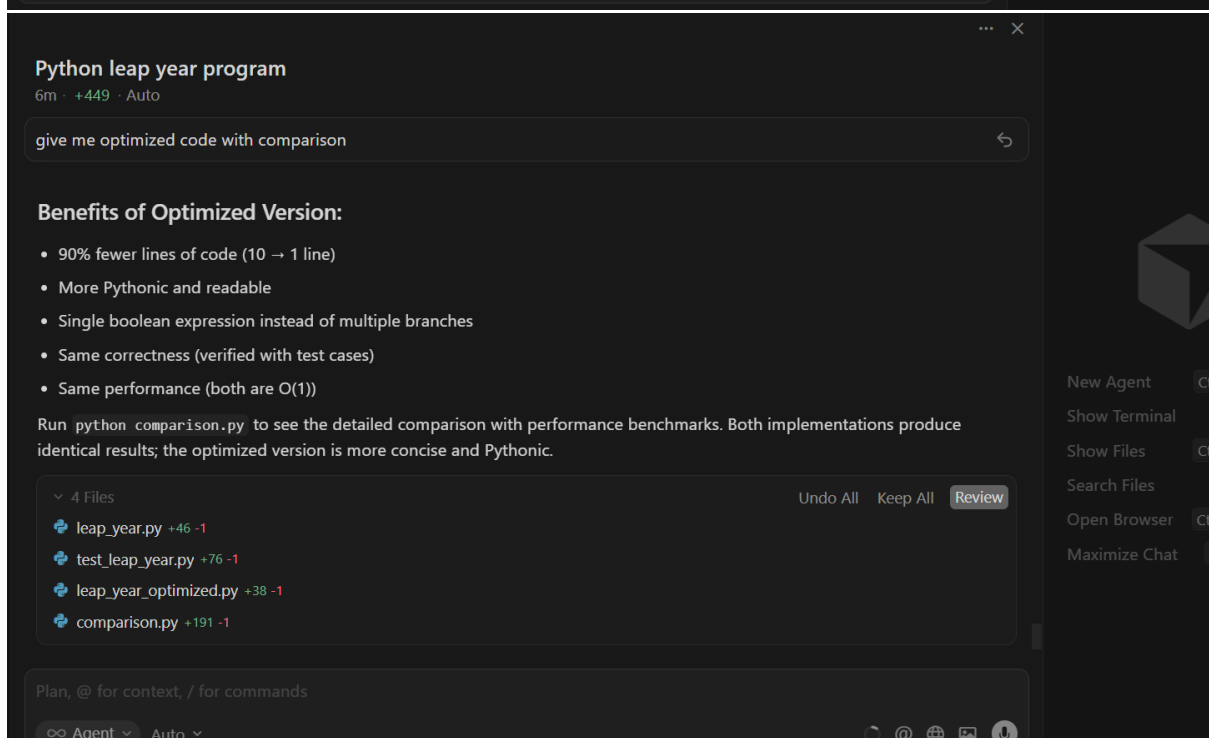 Python leap year program
6m · +449 · Auto
give me optimized code with comparison
Benefits of Optimized Version:
• 90% fewer lines of code (10 → 1 line)
• More Pythonic and readable
• Single boolean expression instead of multiple branches
• Same correctness (verified with test cases)
• Same performance (both are O(1))
Run python comparison.py to see the detailed comparison with performance benchmarks. Both implementations produce
identical results; the optimized version is more concise and Pythonic.
4 Files Undo All Keep All Review
leap_year.py +46 -1
test_leap_year.py +76 -1
leap_year_optimized.py +38 -1
comparison.py +191 -1
Plan, @ for context, / for commands
Agent Auto
New Agent
Show Terminal
Show Files
Search Files
Open Browser
Maximize Chat